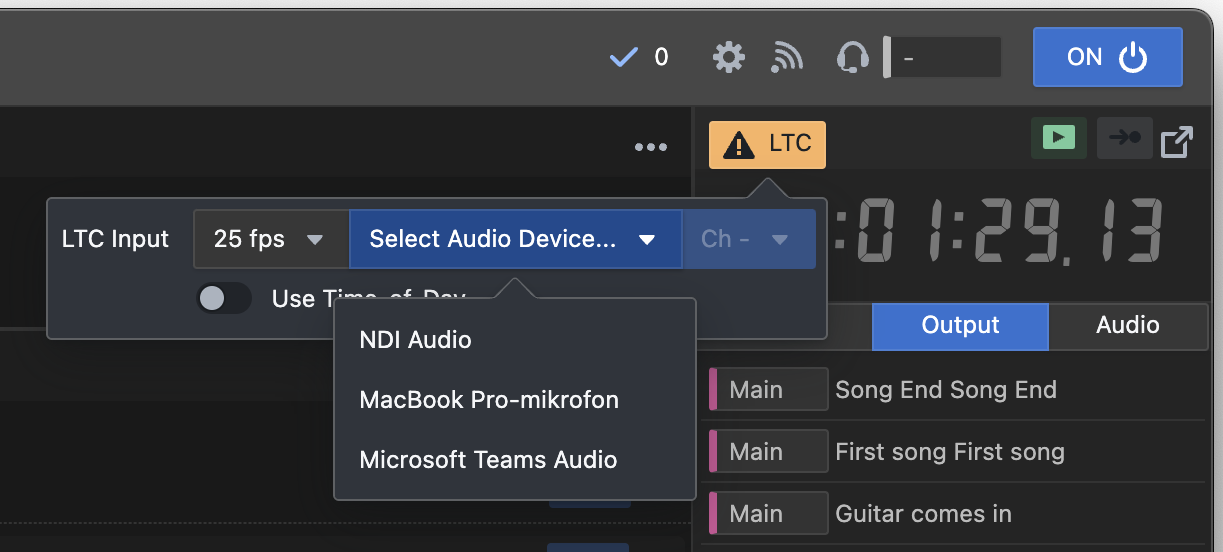 0
-
ON
LTC
:01:29.13
LTC Input
25 fps
Select Audio Device...
Ch -
Use Time-of-Day
NDI Audio
MacBook Pro-mikrofon
Microsoft Teams Audio
Output
Audio
Main
Song End Song End
Main
First song First song
Main
Guitar comes in